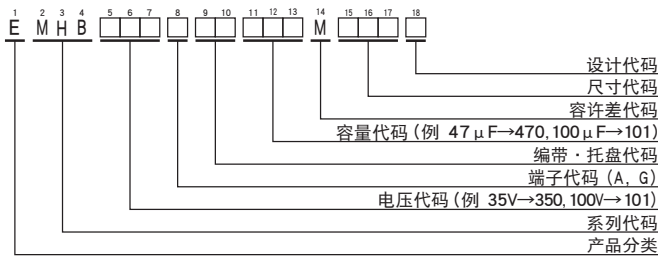 1 2 3 4 5 6 7 8 9 10 11 12 13 14 15 16 17 18
E M H B □□□ □ □□ □□□ M □□□ □
设计代码
尺寸代码
容许差代码
容量代码(例 47μF→470,100μF→101)
编带·托盘代码
端子代码(A, G)
电压代码(例 35V→350,100V→101)
系列代码
产品分类